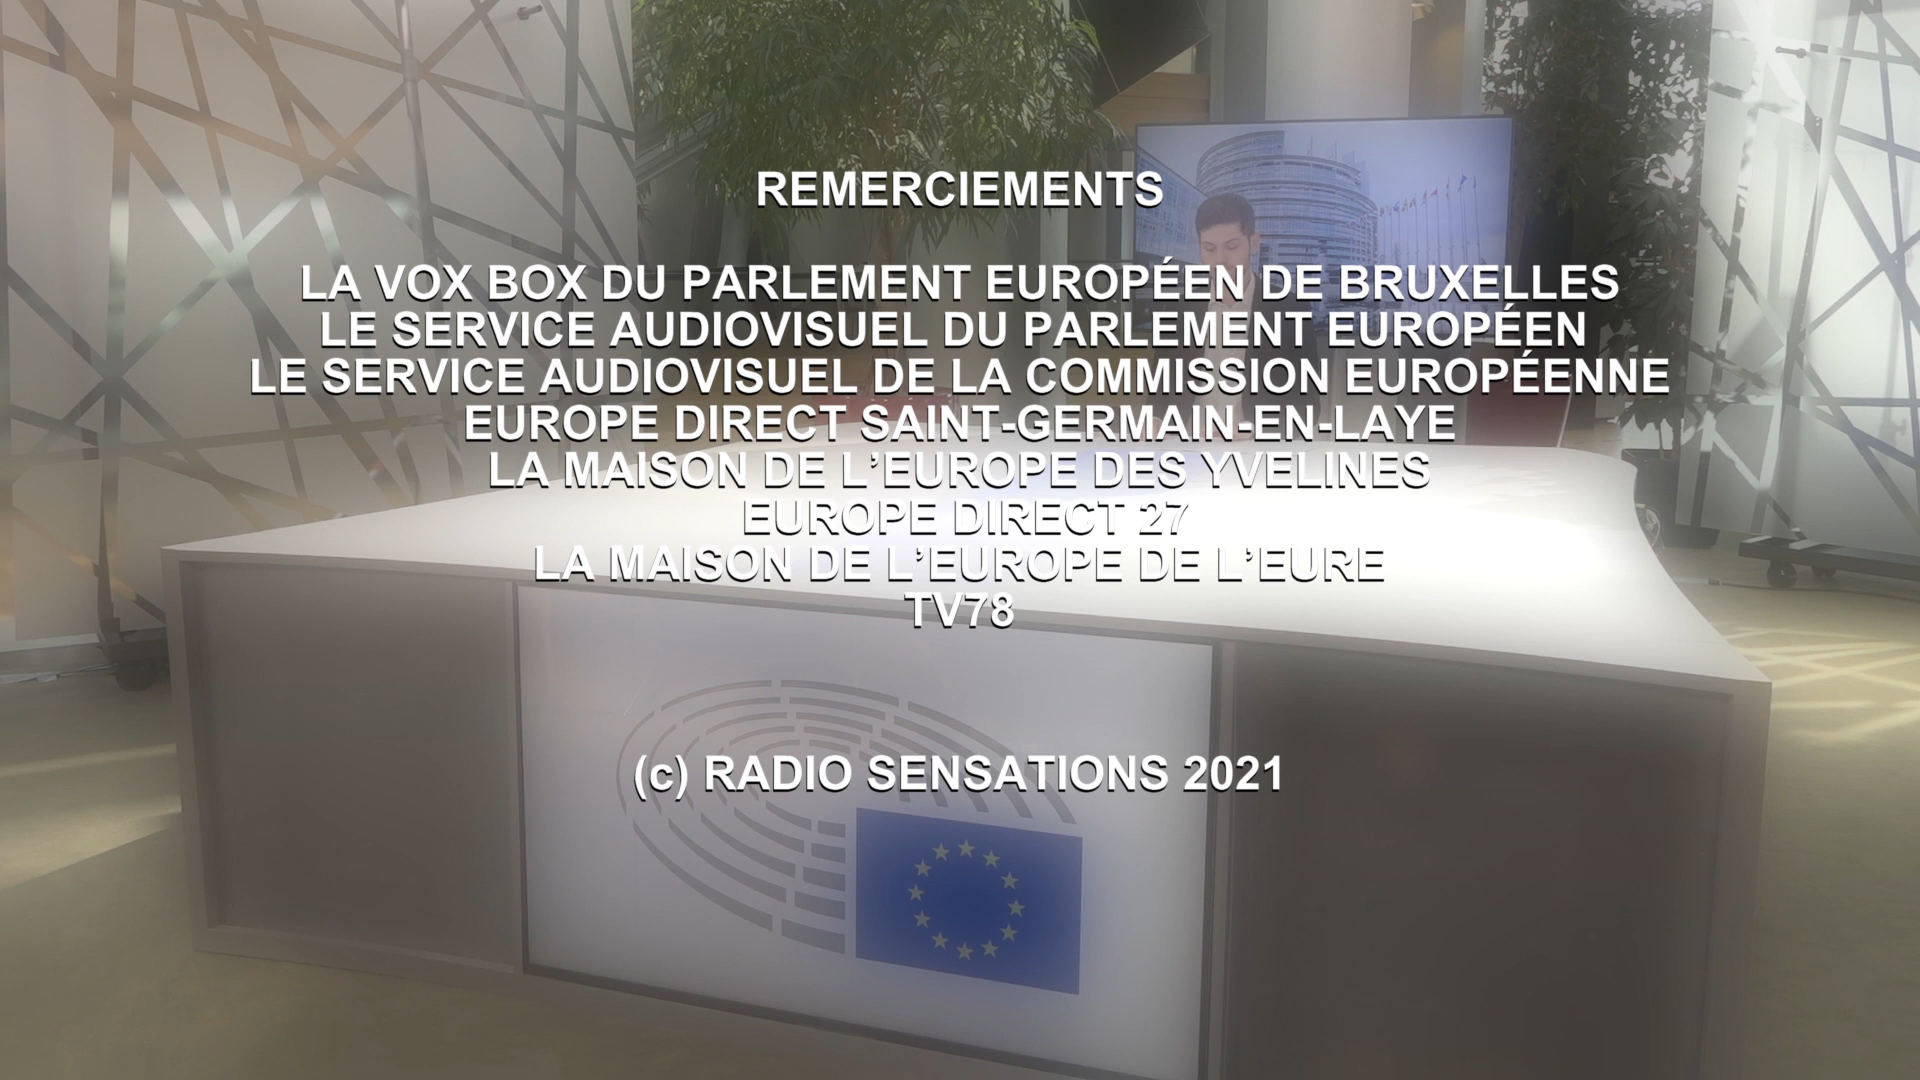 REMERCIEMENTS
LA VOX BOX DU PARLEMENT EUROPÉEN DE BRUXELLES
LE SERVICE AUDIOVISUEL DU PARLEMENT EUROPÉEN
LE SERVICE AUDIOVISUEL DE LA COMMISSION EUROPÉENNE
EUROPE DIRECT SAINT-GERMAIN-EN-LAYE
LA MAISON DE L’EUROPE DES YVELINES
EUROPE DIRECT 27
LA MAISON DE L’EUROPE DE L’EURE
TV78
(c) RADIO SENSATIONS 2021